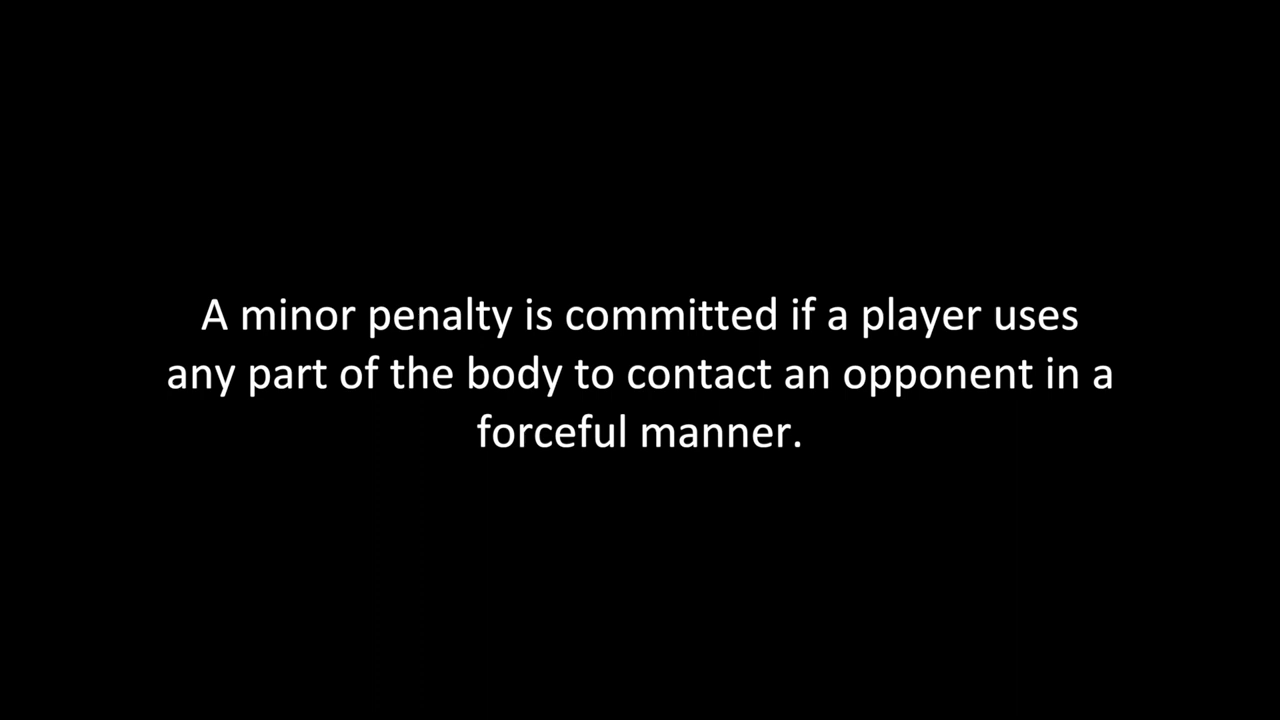 A minor penalty is committed if a player uses
any part of the body to contact an opponent in a
forceful manner.